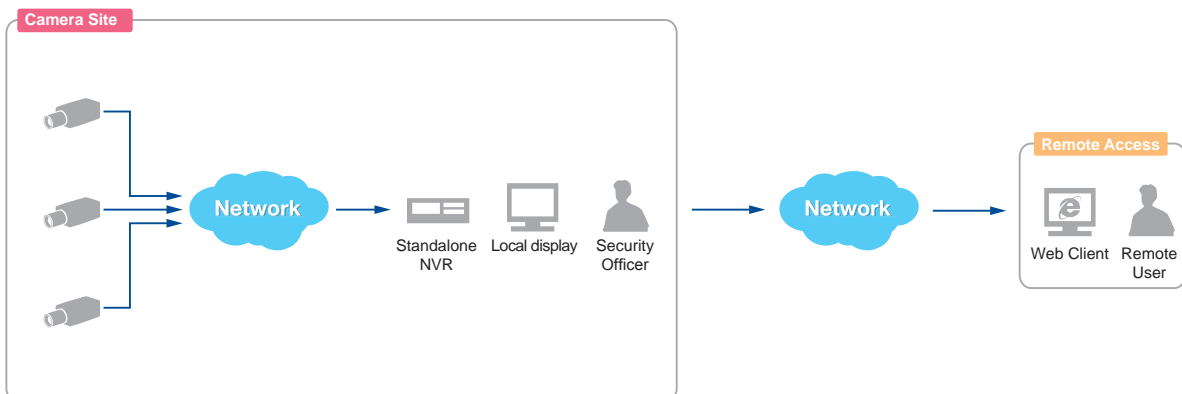 Camera Site
Network
Standalone
NVR
Local display
Security
Officer
Network
Remote Access
Web Client
Remote
User